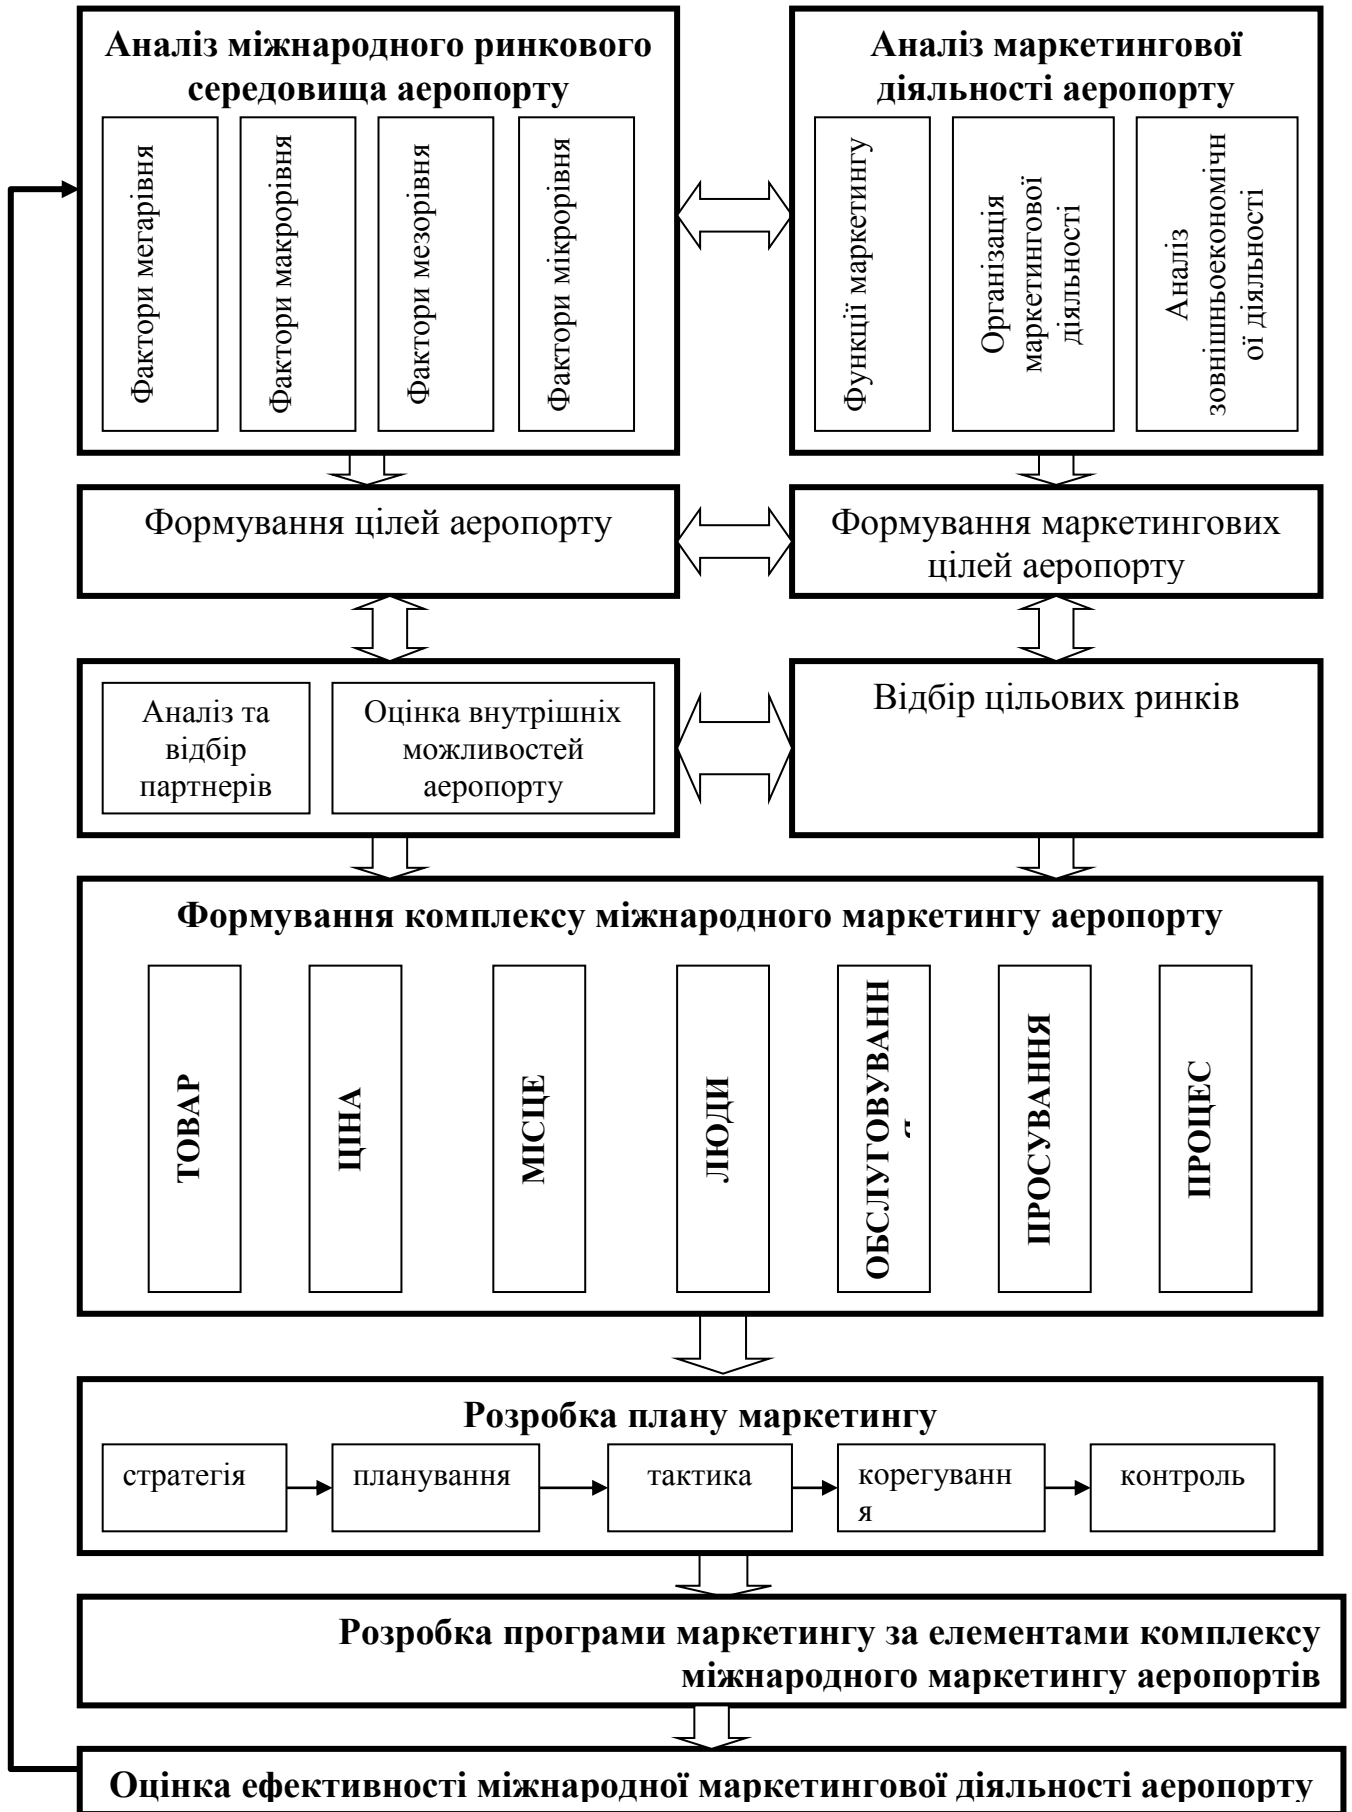 Аналіз міжнародного ринкового
середовища аеропорту
Фактори мегарівня
Фактори макрорівня
Фактори мезорівня
Фактори мікрорівня
Аналіз маркетингової
діяльності аеропорту
Функції маркетингу
Організація
маркетингової
діяльності
Аналіз
зовнішньоекономічн
ої діяльності
Формування цілей аеропорту
Формування маркетингових
цілей аеропорту
Аналіз та
відбір
партнерів
Оцінка внутрішніх
можливостей
аеропорту
Відбір цільових ринків
Формування комплексу міжнародного маркетингу аеропорту
ТОВАР
ЦІНА
МІСЦЕ
ЛЮДИ
ОБСЛУГОВУВАНН
Я
ПРОСУВАННЯ
ПРОЦЕС
Розробка плану маркетингу
стратегія
планування
тактика
корегуванн
я
контроль
Розробка програми маркетингу за елементами комплексу
міжнародного маркетингу аеропортів
Оцінка ефективності міжнародної маркетингової діяльності аеропорту